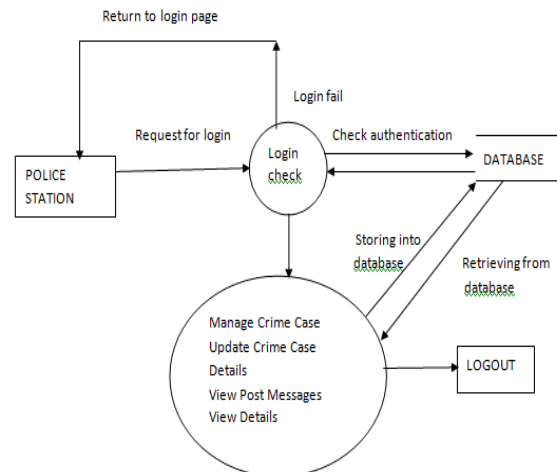 Return to login page
Login fail
Request for login
Check authentication
Login
check
DATABASE
POLICE
STATION
Storing into
database
Retrieving from
database
Manage Crime Case
Update Crime Case
Details
View Post Messages
View Details
LOGOUT